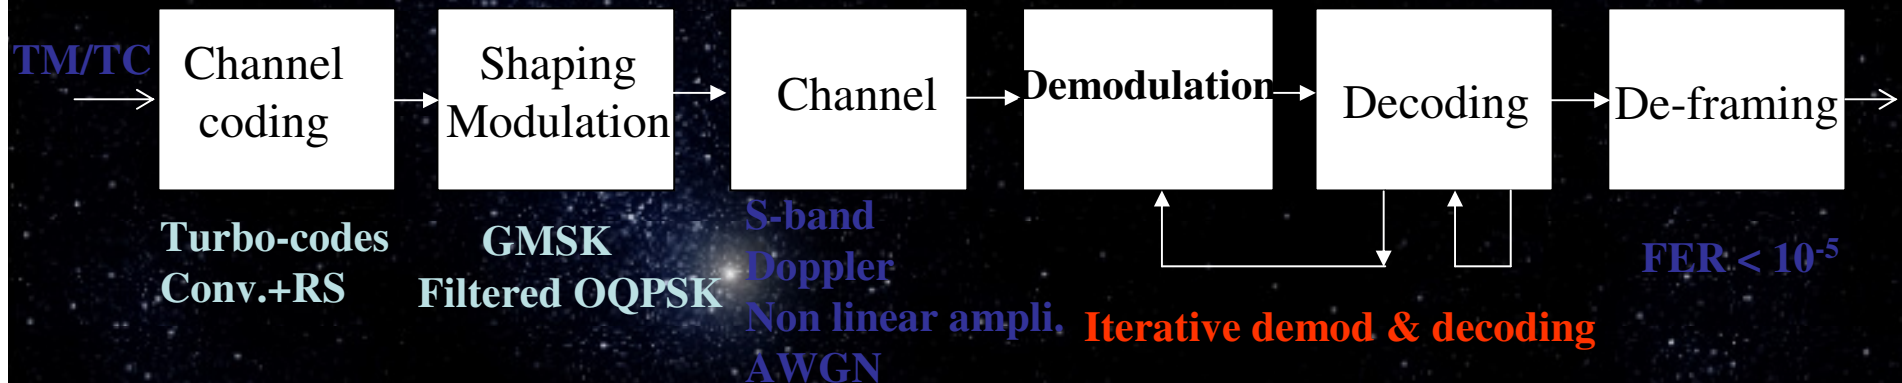 TM/TC
Channel
coding
Shaping
Modulation
Channel
Demodulation
Decoding
De-framing
Turbo-codes
Conv.+RS
GMSK
Filtered OQPSK
S-band
Doppler
Non linear ampli.
AWGN
Iterative demod & decoding
FER < 10⁻⁵